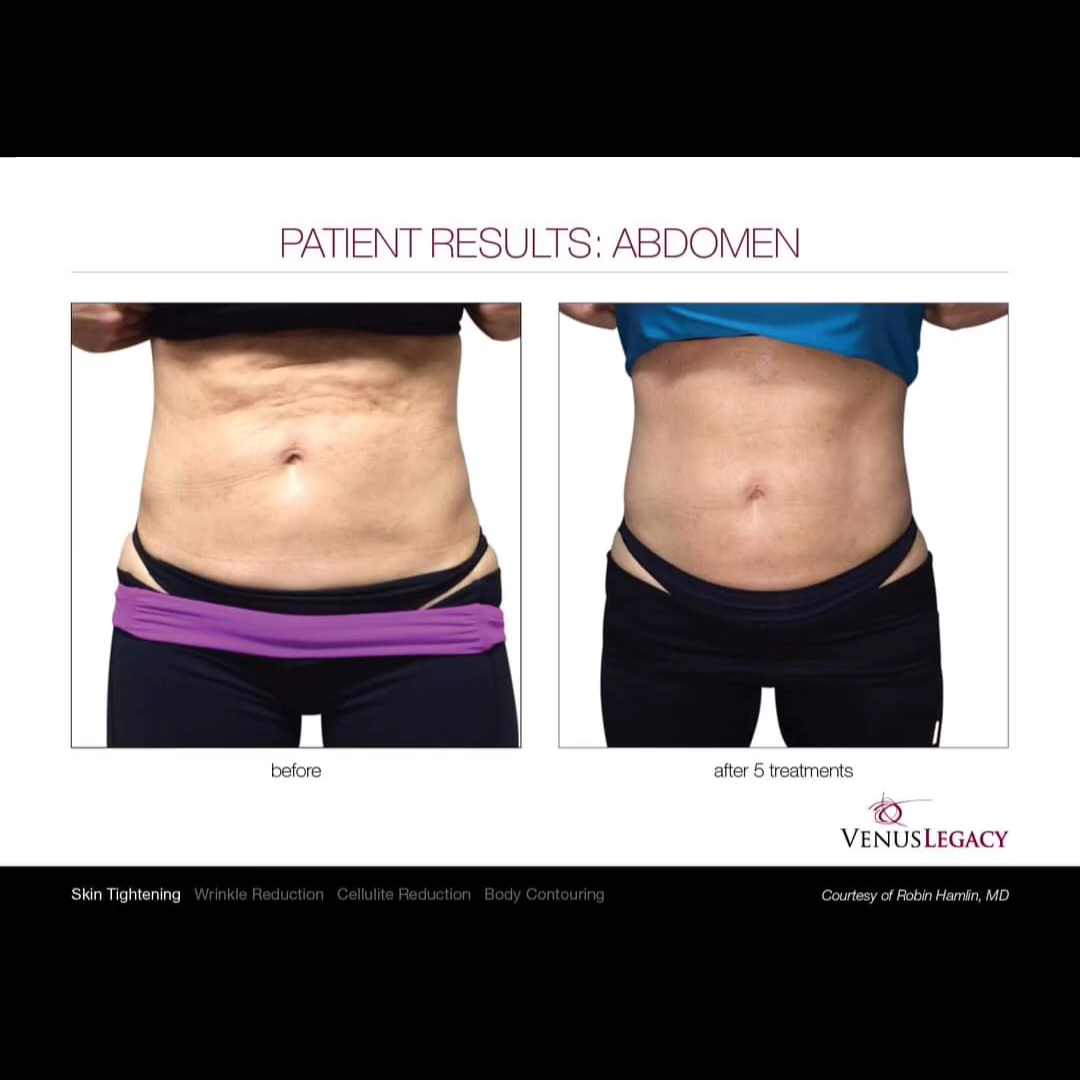 PATIENT RESULTS: ABDOMEN
before
after 5 treatments
VENUS LEGACY
Skin Tightening Wrinkle Reduction Cellulite Reduction Body Contouring
Courtesy of Robin Hamlin, MD